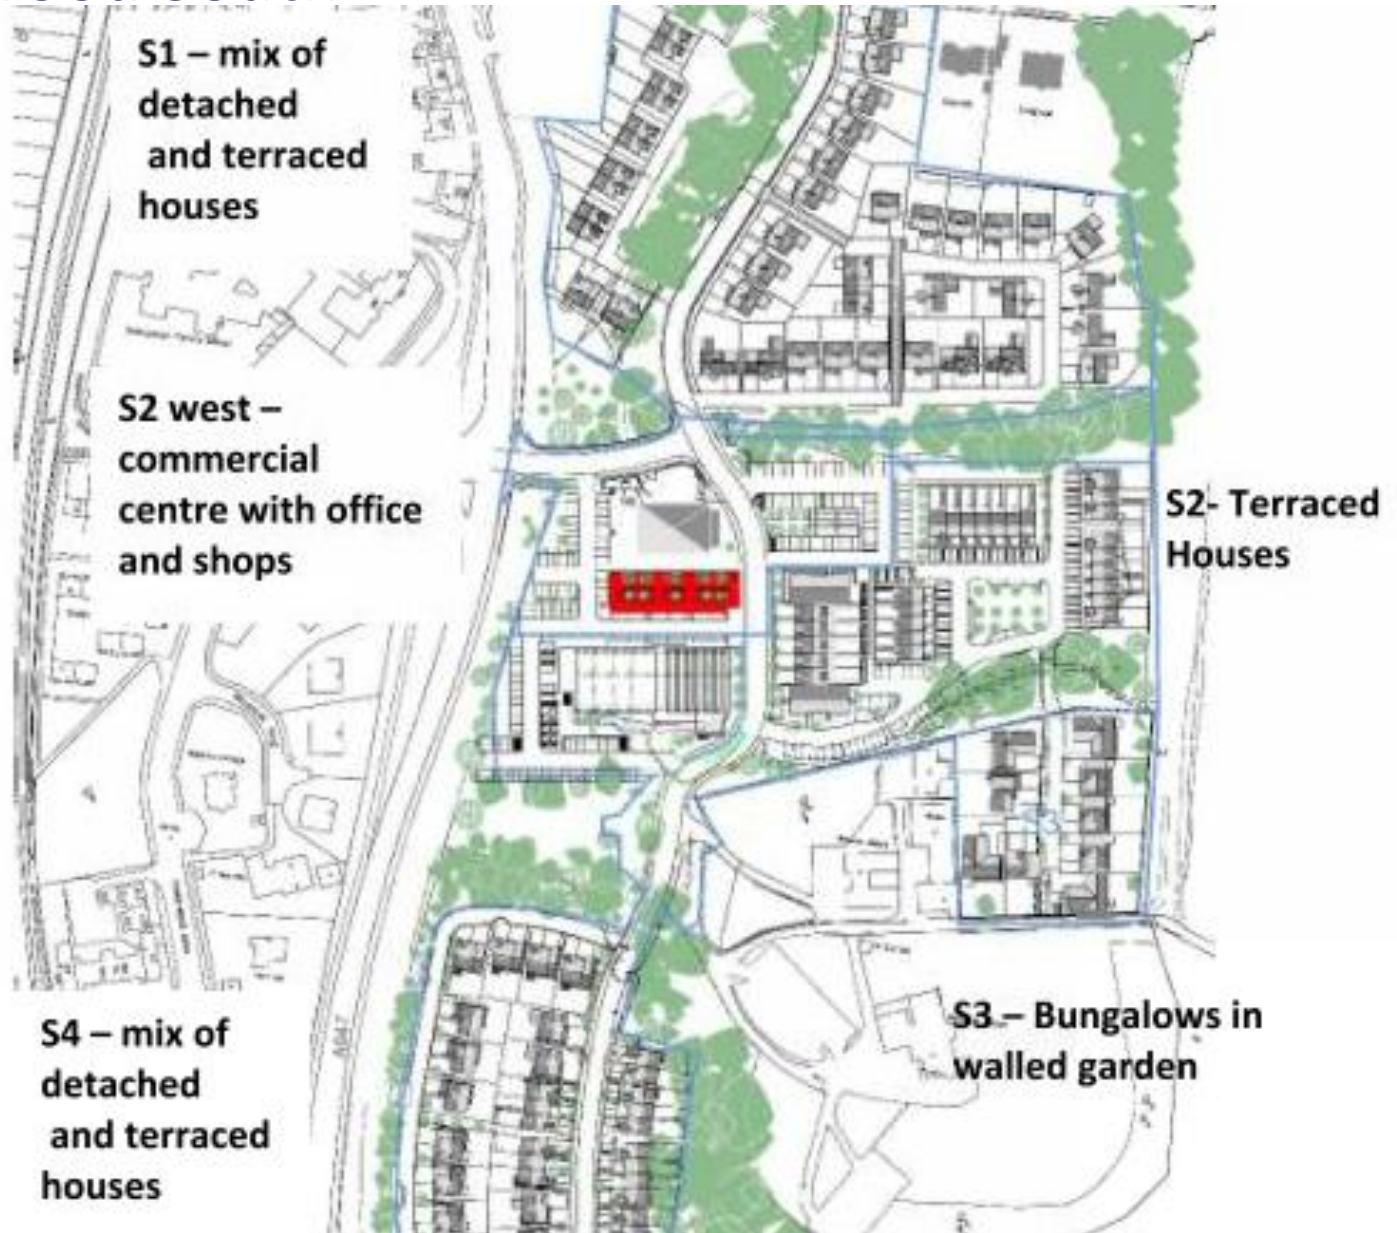 S1 – mix of
detached
and terraced
houses
S2 west –
commercial
centre with office
and shops
S2- Terraced
Houses
S3 – Bungalows in
walled garden
S4 – mix of
detached
and terraced
houses